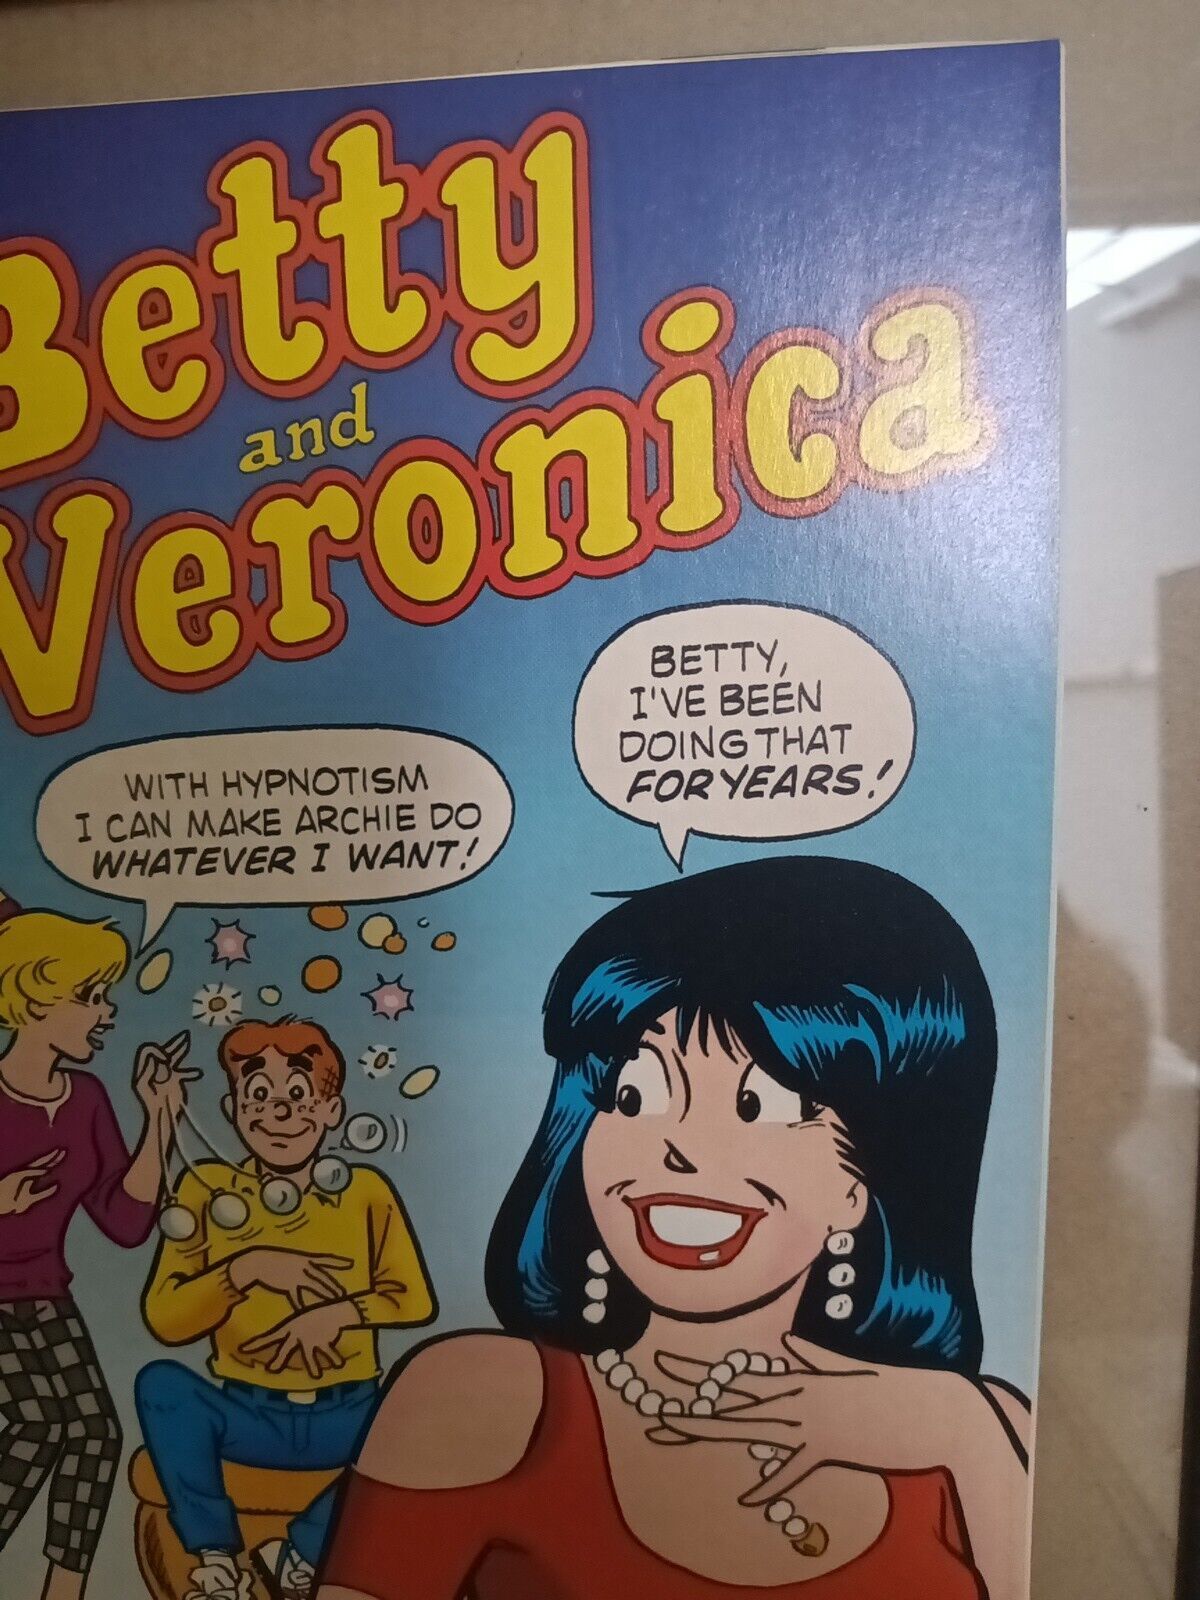 Betty
and
Veronica
BETTY,
I'VE BEEN
DOING THAT
FOR YEARS!
WITH HYPNOTISM
I CAN MAKE ARCHIE DO
WHATEVER I WANT!